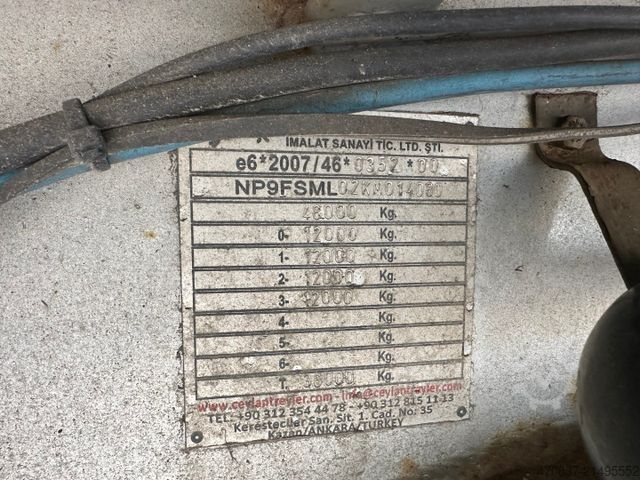 İMALAT SANAYİ TİC. LTD. ŞTİ.
e6*2007/46*0352*00
NP9FSML
48000 Kg.
0- 12000 Kg.
1- 12000 Kg.
2- 12000 Kg.
3- 12000 Kg.
4- Kg.
5- Kg.
6- Kg.
T. Kg.
www.ceylantreyler.com - info@ceylantreyler.com
TEL.+90 312 354 44 78 - +90 312 815 11 13
Keresteciler San. Sit. 1. Cad. No: 35
Kazan/ANKARA/TURKEY